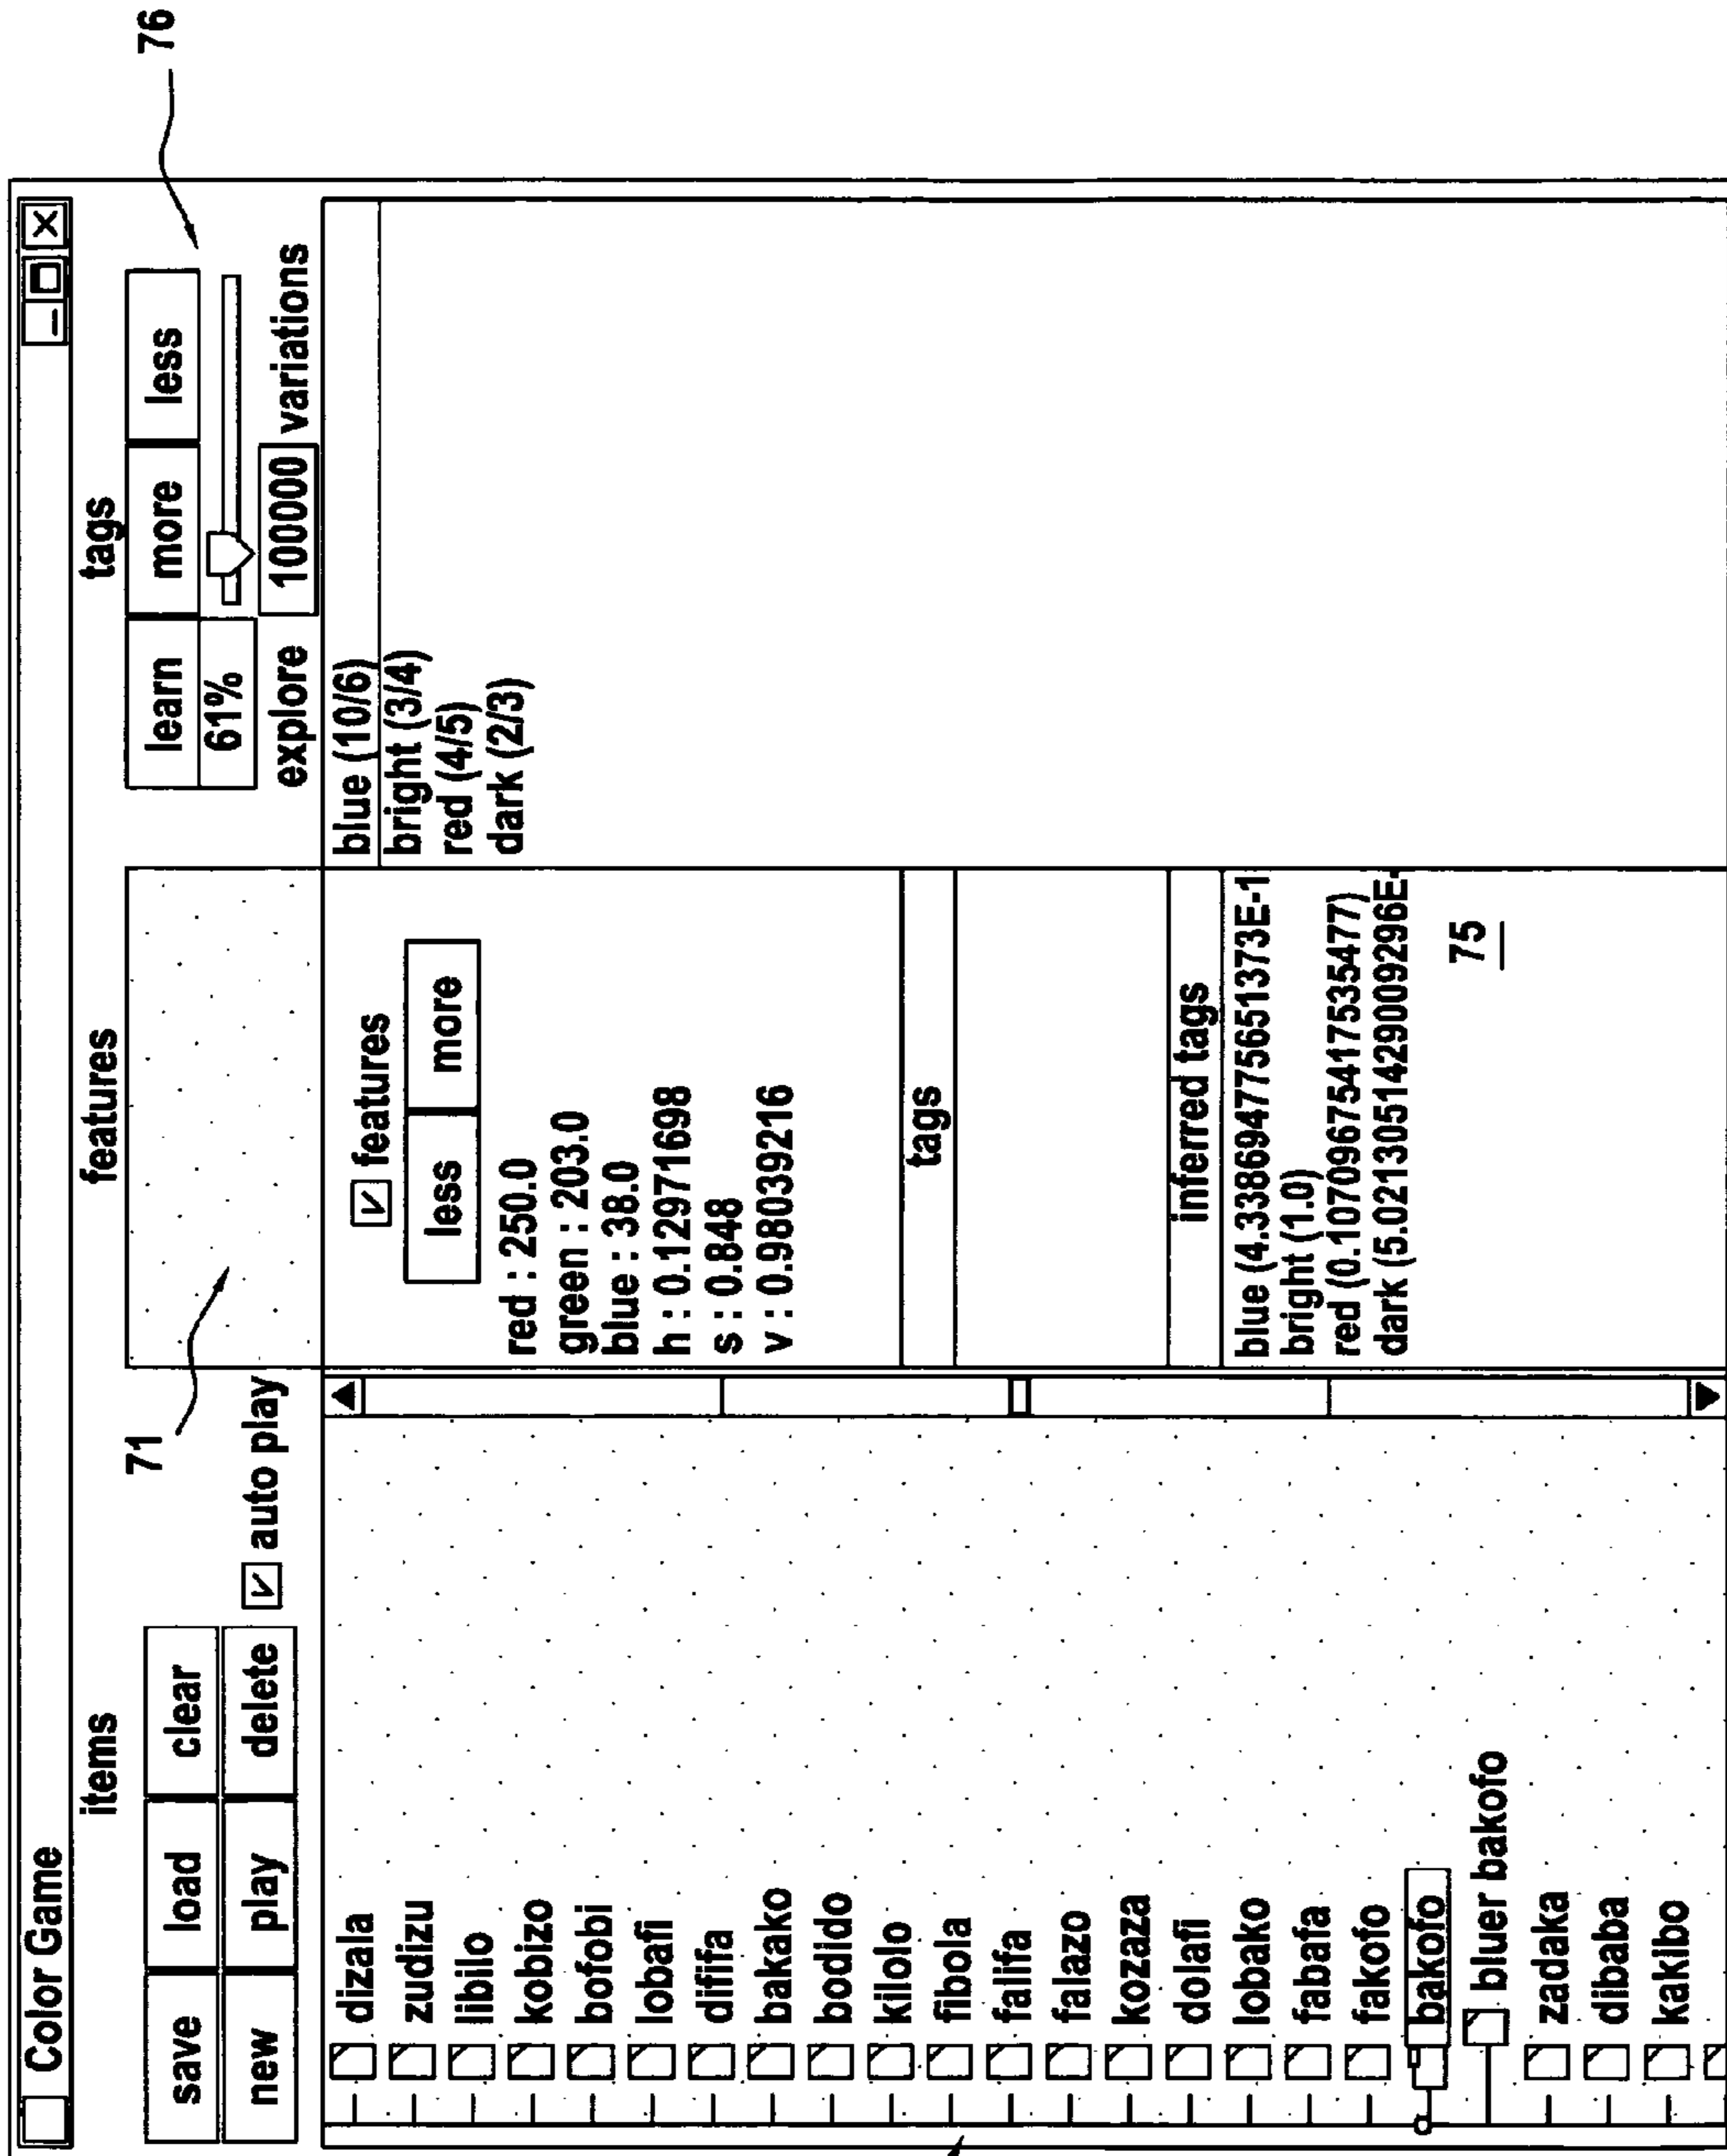 Color Game
items
save load clear
new play delete
auto play
dizala
zudizu
libilo
kobizo
bofobi
lobafi
dififa
bakako
bodido
kilolo
fibola
falifa
falazo
kozaza
dolafi
lobako
fabafa
fakofo
bakofo
bluer bakofo
zadaka
dibaba
kakibo
features
71
features
less more
red : 250.0
green : 203.0
blue : 38.0
h : 0.12971698
s : 0.848
v : 0.98039216
tags
inferred tags
blue (4.338694775651373E-1
bright (1.0)
red (0.10709675417535477)
dark (5.0213051429009296E-
75
tags
learn more less
61%
explore 100000 variations
76
blue (10/6)
bright (3/4)
red (4/5)
dark (2/3)